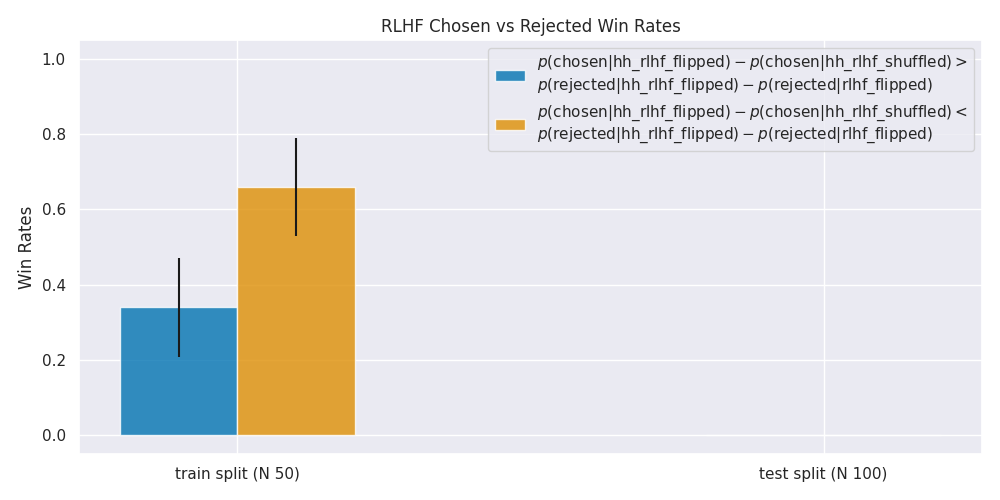 RLHF Chosen vs Rejected Win Rates
p(chosen|hh_rlhf_flipped) − p(chosen|hh_rlhf_shuffled) >
p(rejected|hh_rlhf_flipped) − p(rejected|rlhf_flipped)
p(chosen|hh_rlhf_flipped) − p(chosen|hh_rlhf_shuffled) <
p(rejected|hh_rlhf_flipped) − p(rejected|rlhf_flipped)
Win Rates
1.0
0.8
0.6
0.4
0.2
0.0
train split (N 50)
test split (N 100)